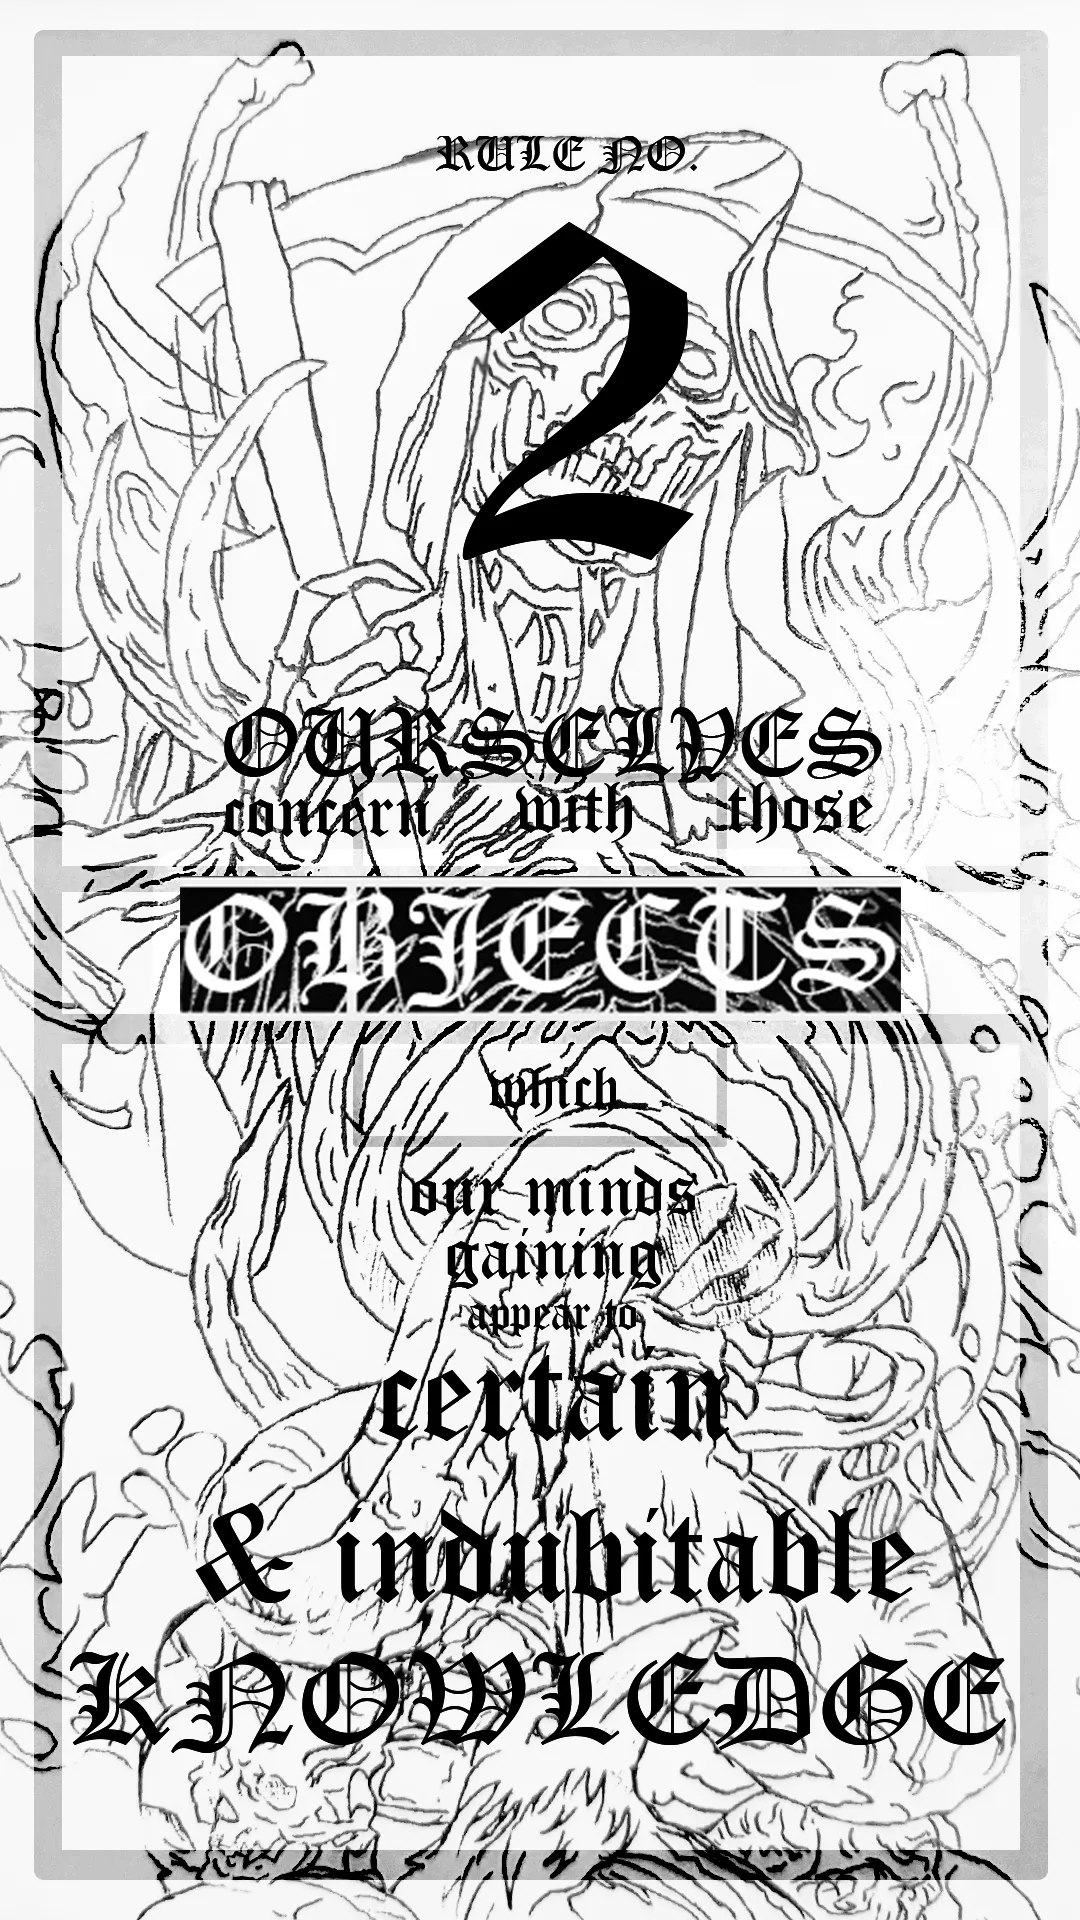 RULE NO.
2
OURSELVES
concern with those
OBJECTS
which
our minds
gaining
appear to
certain
& indubitable
KNOWLEDGE